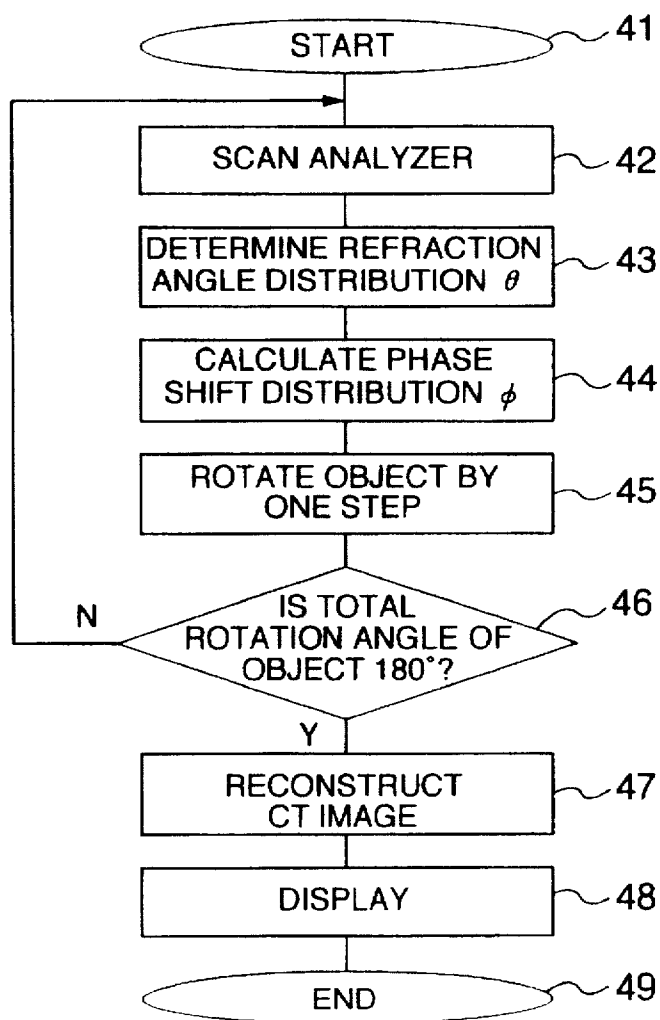 START
41
SCAN ANALYZER
42
DETERMINE REFRACTION
ANGLE DISTRIBUTION θ
43
CALCULATE PHASE
SHIFT DISTRIBUTION φ
44
ROTATE OBJECT BY
ONE STEP
45
N
IS TOTAL
ROTATION ANGLE OF
OBJECT 180°?
46
Y
RECONSTRUCT
CT IMAGE
47
DISPLAY
48
END
49